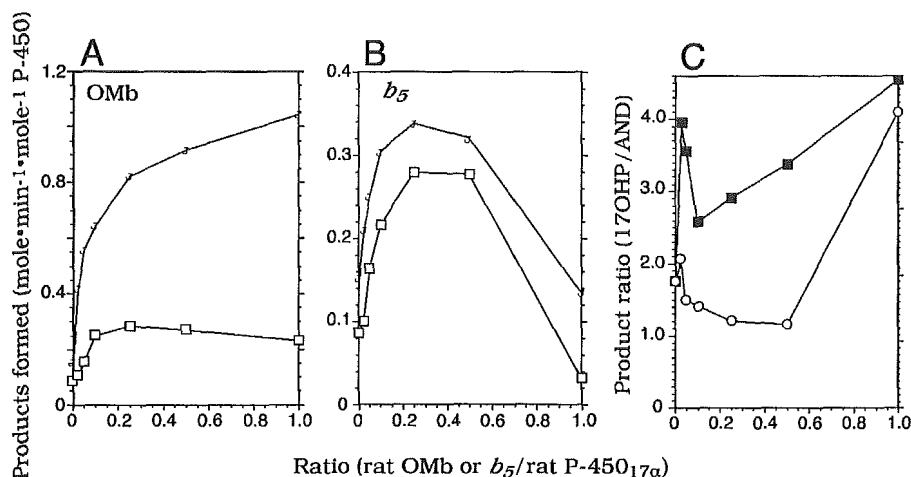 Products formed (mole•min-1•mole-1 P-450)
A
OMb
1.2
0.8
0.4
0
0 0.2 0.4 0.6 0.8 1.0
B
b5
0.4
0.3
0.2
0.1
0
0 0.2 0.4 0.6 0.8 1.0
C
Product ratio (17OHP/AND)
4.0
3.0
2.0
1.0
0.0
0 0.2 0.4 0.6 0.8 1.0
Ratio (rat OMb or b5/rat P-45017α)